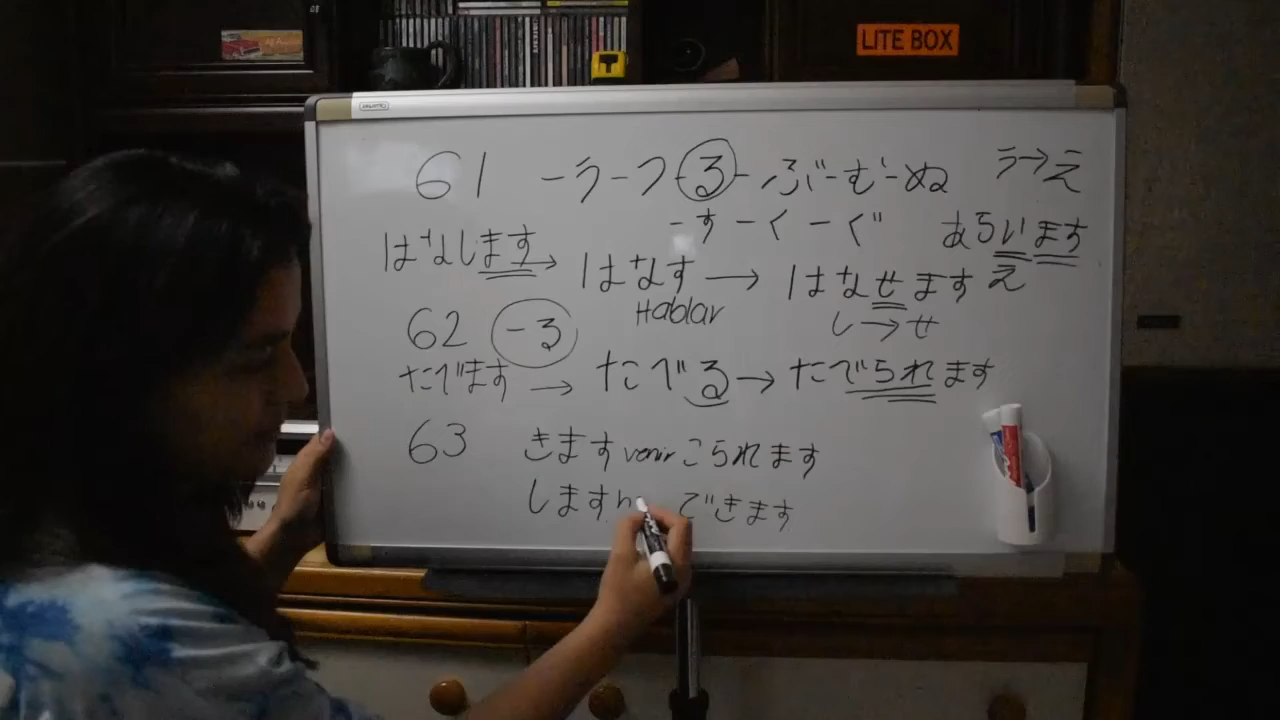 LITE BOX
61 -う-つ-る-ぶ-む-ぬ う→え
-す-く-ぐ
はなします→はなす→はなせます
あらいます
え
Hablar
し→せ
62 -る
たべます→たべる→たべられます
63 きます venir こられます
しますh できます